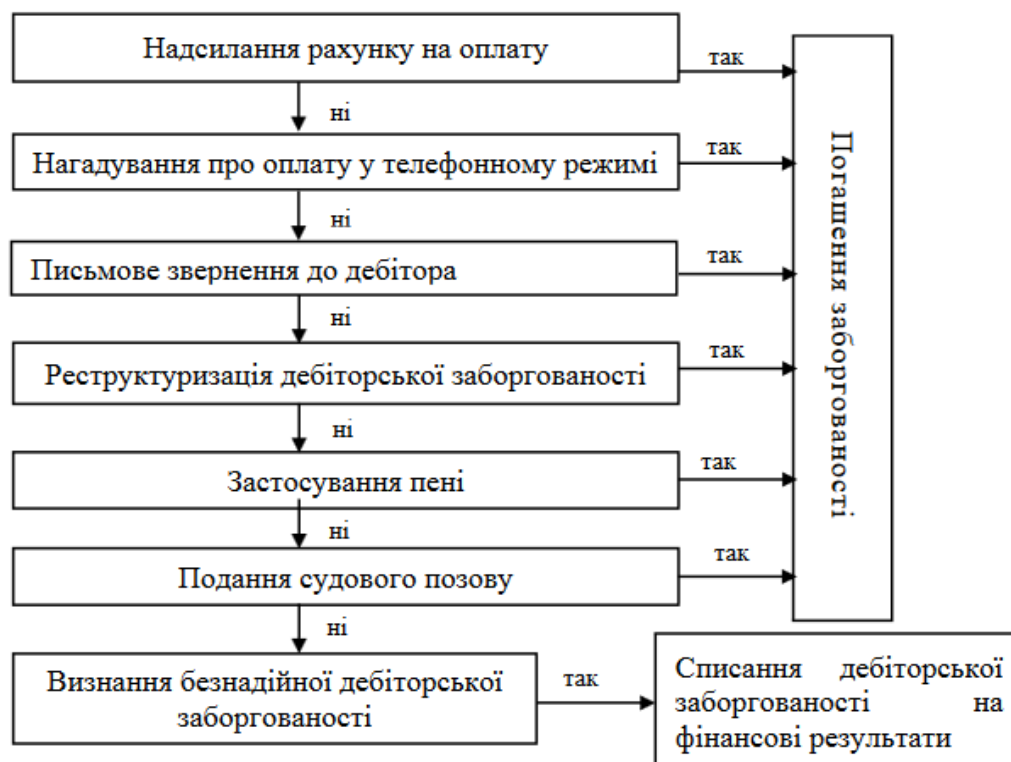 Надсилання рахунку на оплату
так
ні
Нагадування про оплату у телефонному режимі
так
ні
Письмове звернення до дебітора
так
ні
Реструктуризація дебіторської заборгованості
так
ні
Застосування пені
так
ні
Подання судового позову
так
ні
Погашення заборгованості
Визнання безнадійної дебіторської
заборгованості
так
Списання дебіторської
заборгованості на
фінансові результати